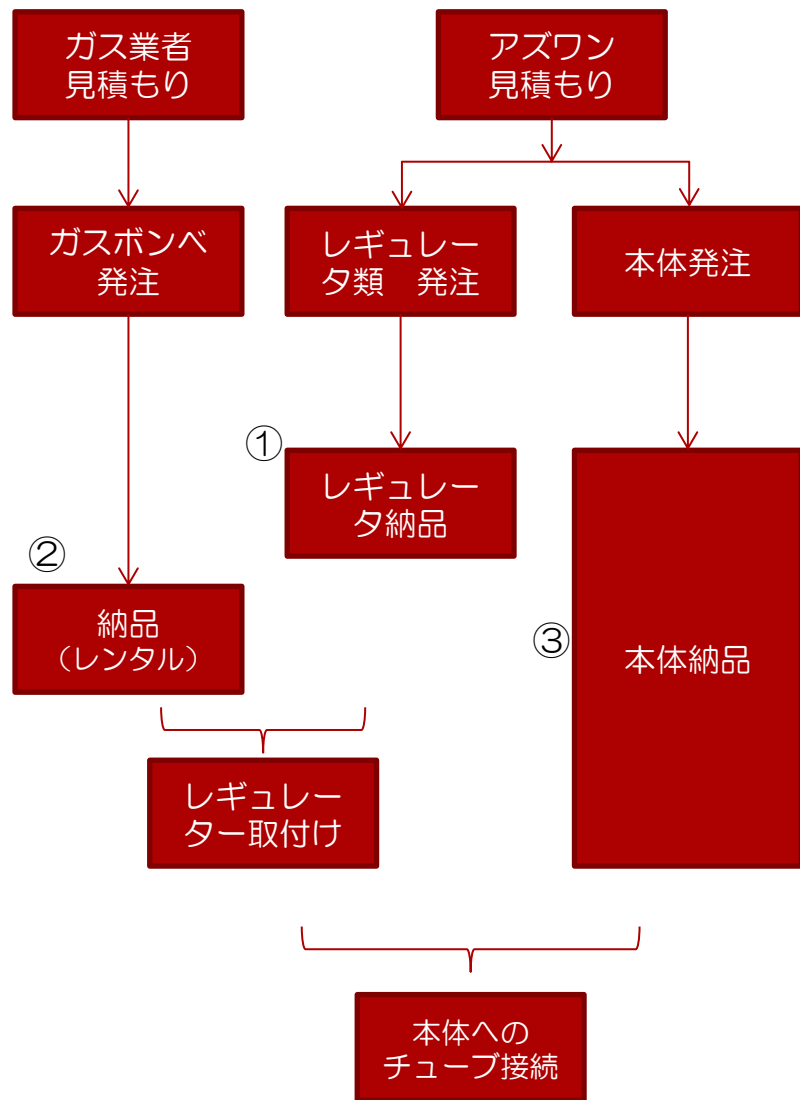 ガス業者
見積もり
アズワン
見積もり
ガスボンベ
発注
レギュレー
タ類　発注
本体発注
①
レギュレー
タ納品
②
納品
（レンタル）
③
本体納品
レギュレー
ター取付け
本体への
チューブ接続